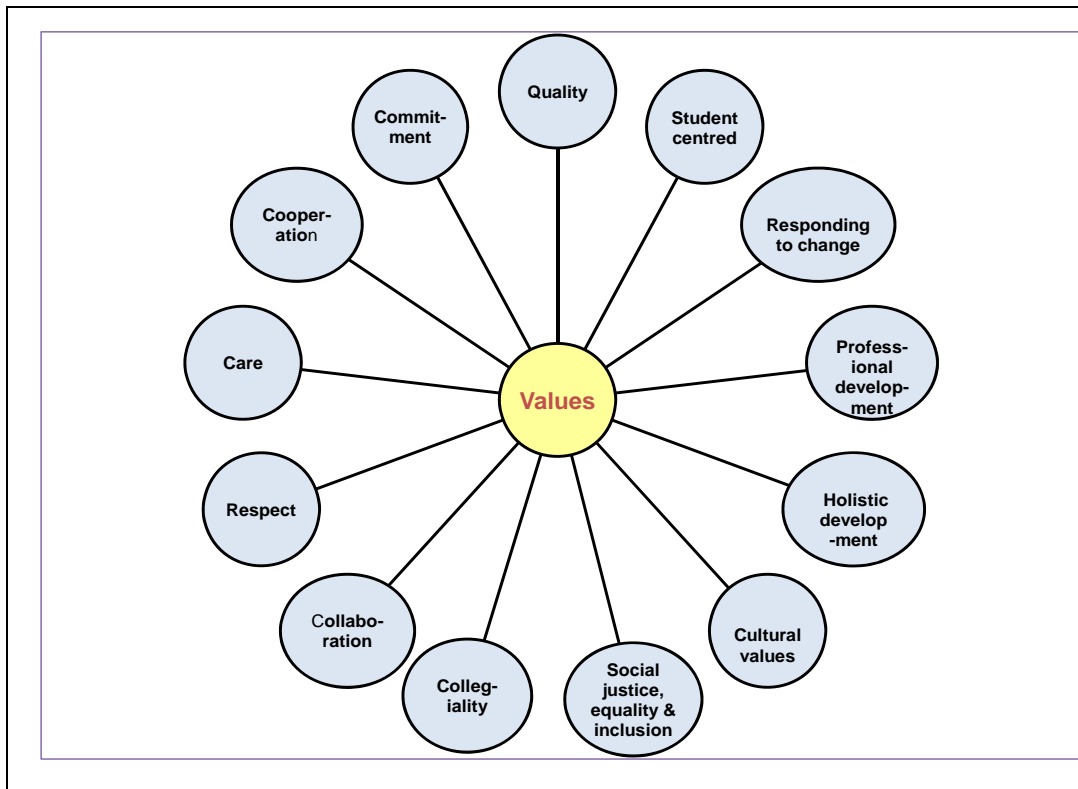 Quality
Student
centred
Responding
to change
Profess-
ional
develop-
ment
Holistic
develop
-ment
Cultural
values
Social
justice,
equality &
inclusion
Colleg-
iality
Collabo-
ration
Respect
Care
Cooper-
ation
Commit-
ment
Values